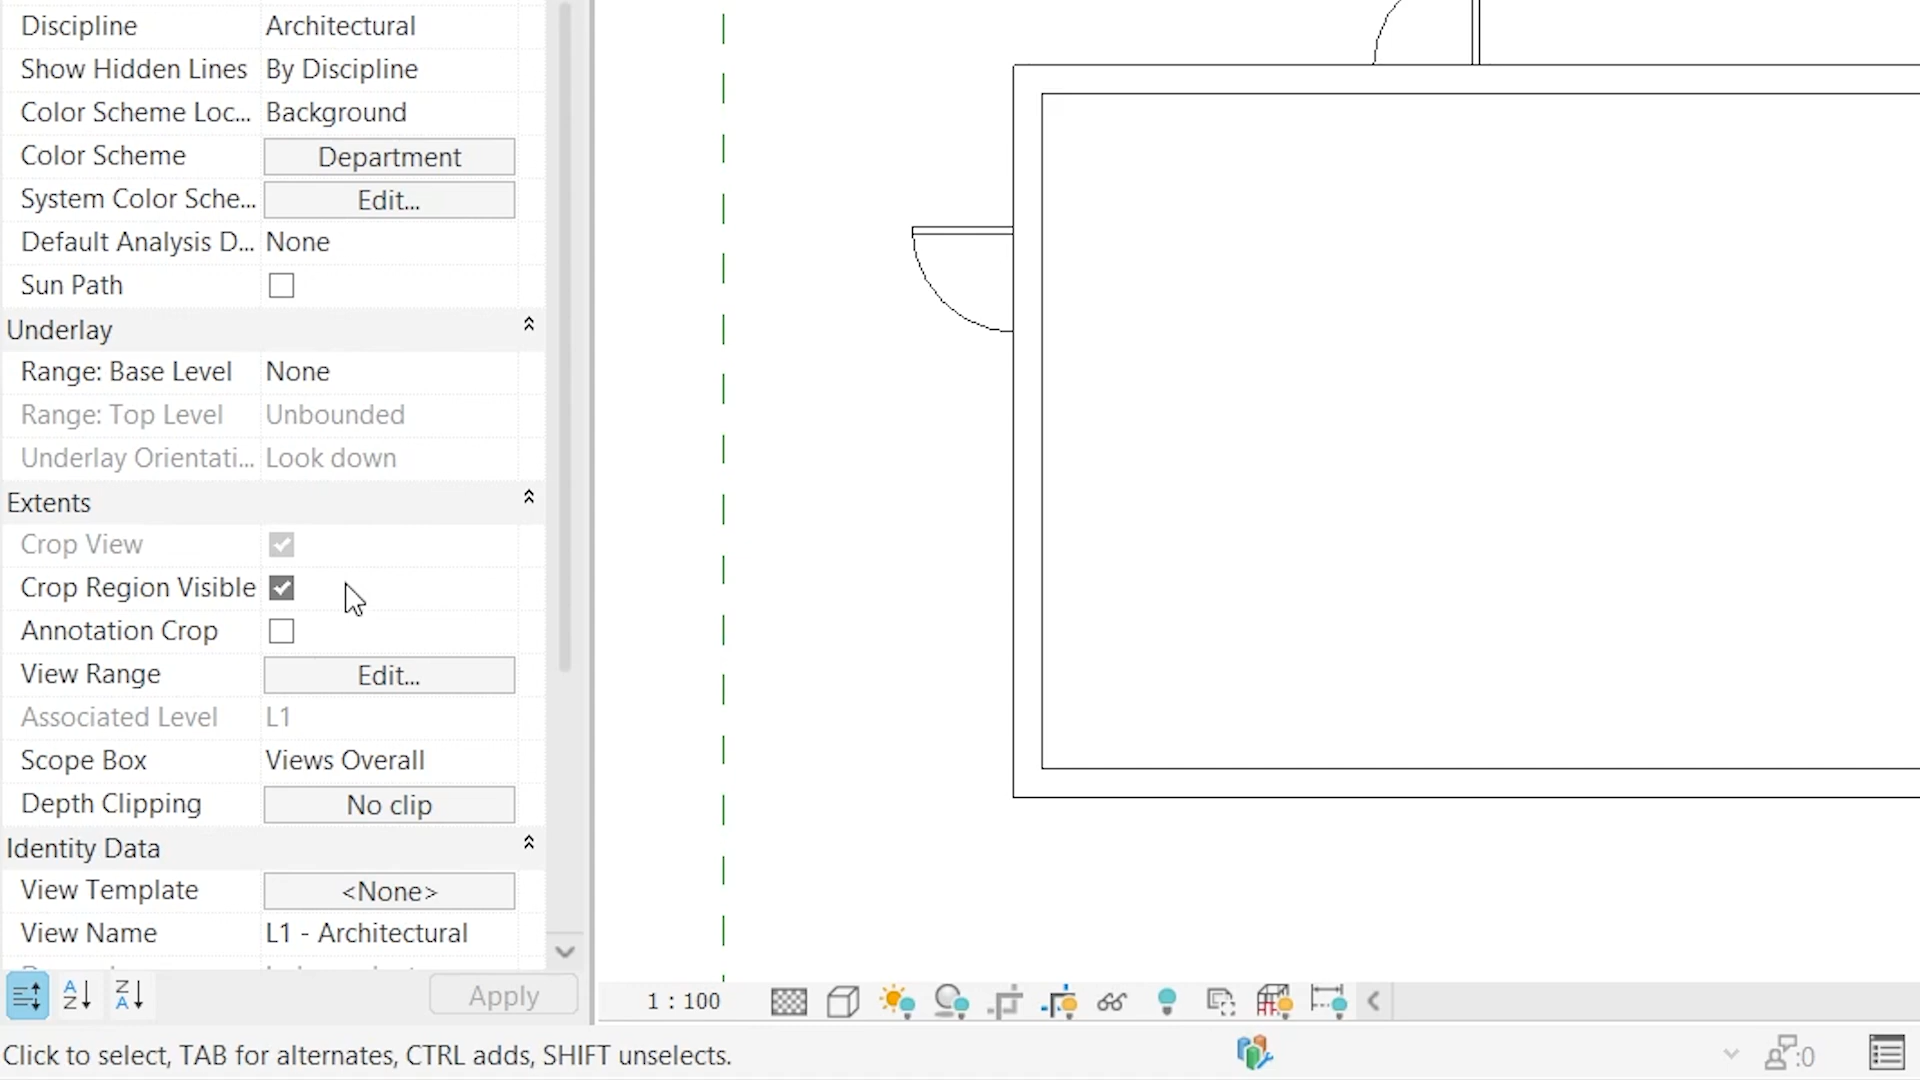 Discipline Architectural
Show Hidden Lines By Discipline
Color Scheme Loc... Background
Color Scheme Department
System Color Sche... Edit...
Default Analysis D... None
Sun Path
Underlay
Range: Base Level None
Range: Top Level Unbounded
Underlay Orientati... Look down
Extents
Crop View
Crop Region Visible
Annotation Crop
View Range Edit...
Associated Level L1
Scope Box Views Overall
Depth Clipping No clip
Identity Data
View Template <None>
View Name L1 - Architectural
Apply
1 : 100
Click to select, TAB for alternates, CTRL adds, SHIFT unselects.
:0